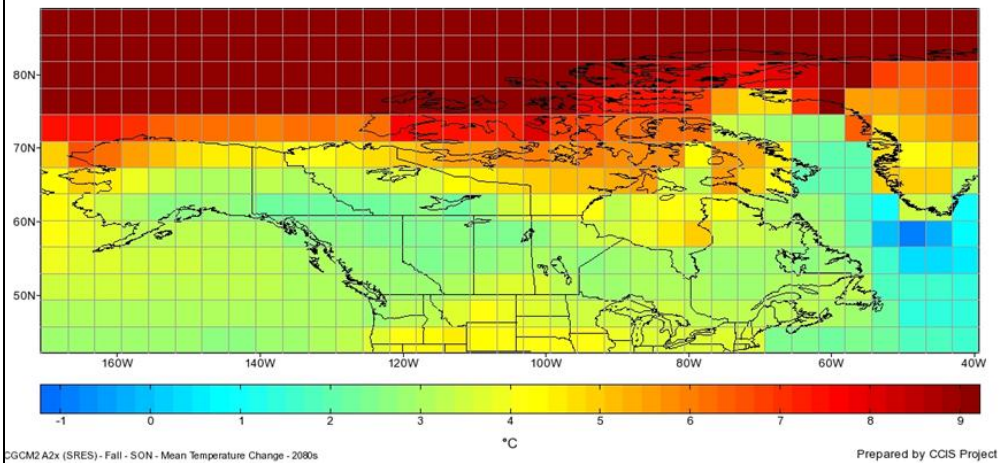 80N
70N
60N
50N
160W 140W 120W 100W 80W 60W 40W
-1 0 1 2 3 4 5 6 7 8 9
°C
CGCM2 A2x (SRES) - Fall - SON - Mean Temperature Change - 2080s
Prepared by CCIS Project